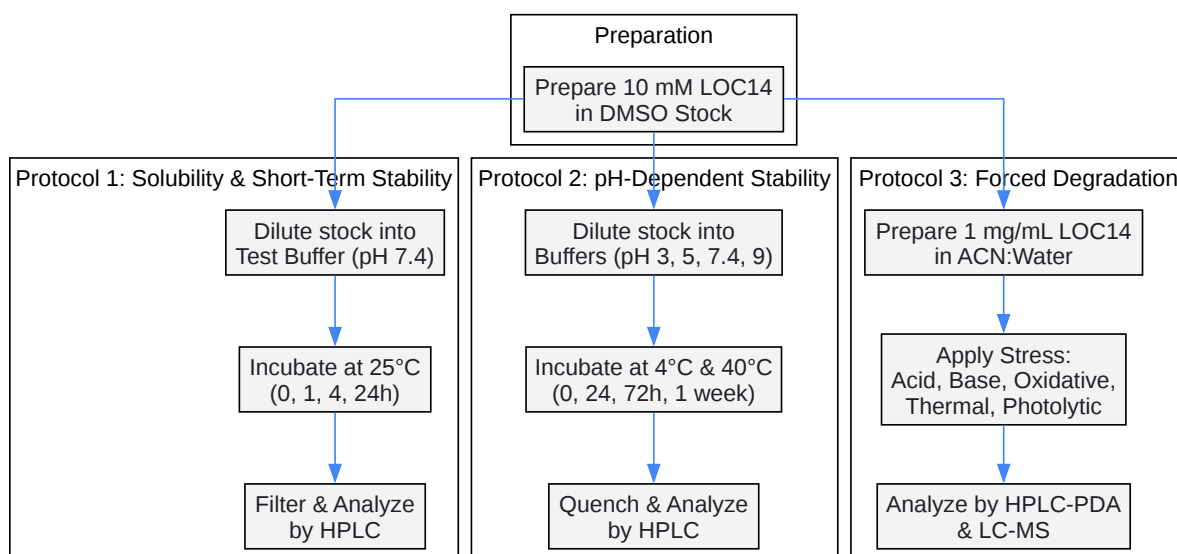 Preparation
Prepare 10 mM LOC14
in DMSO Stock
Protocol 1: Solubility & Short-Term Stability
Dilute stock into
Test Buffer (pH 7.4)
Incubate at 25°C
(0, 1, 4, 24h)
Filter & Analyze
by HPLC
Protocol 2: pH-Dependent Stability
Dilute stock into
Buffers (pH 3, 5, 7.4, 9)
Incubate at 4°C & 40°C
(0, 24, 72h, 1 week)
Quench & Analyze
by HPLC
Protocol 3: Forced Degradation
Prepare 1 mg/mL LOC14
in ACN:Water
Apply Stress:
Acid, Base, Oxidative,
Thermal, Photolytic
Analyze by HPLC-PDA
& LC-MS